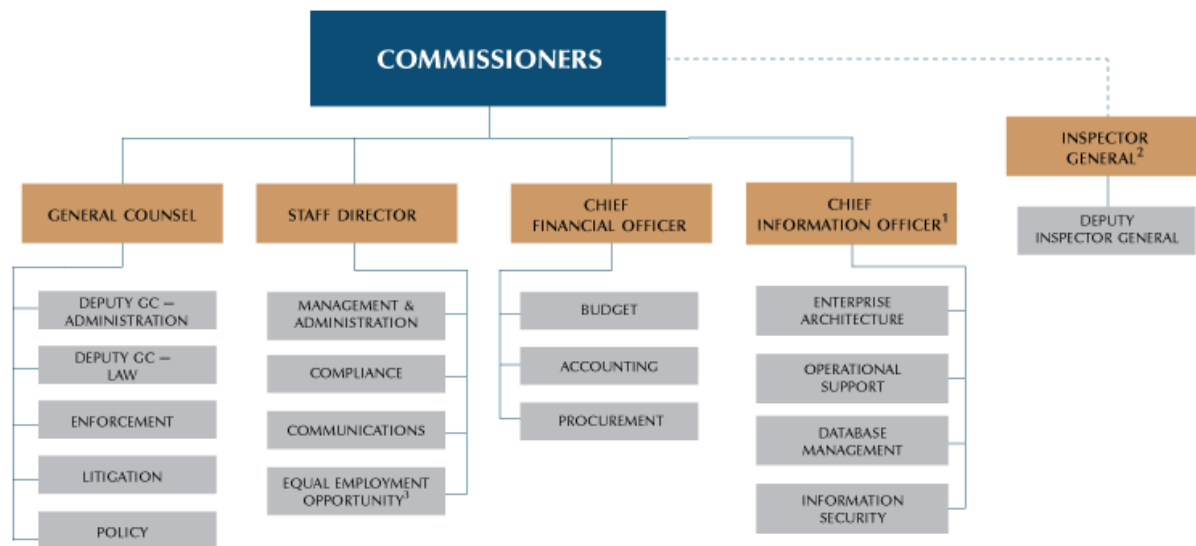 COMMISSIONERS
INSPECTOR
GENERAL²
DEPUTY
INSPECTOR GENERAL
GENERAL COUNSEL
DEPUTY GC –
ADMINISTRATION
DEPUTY GC –
LAW
ENFORCEMENT
LITIGATION
POLICY
STAFF DIRECTOR
MANAGEMENT &
ADMINISTRATION
COMPLIANCE
COMMUNICATIONS
EQUAL EMPLOYMENT
OPPORTUNITY³
CHIEF
FINANCIAL OFFICER
BUDGET
ACCOUNTING
PROCUREMENT
CHIEF
INFORMATION OFFICER¹
ENTERPRISE
ARCHITECTURE
OPERATIONAL
SUPPORT
DATABASE
MANAGEMENT
INFORMATION
SECURITY